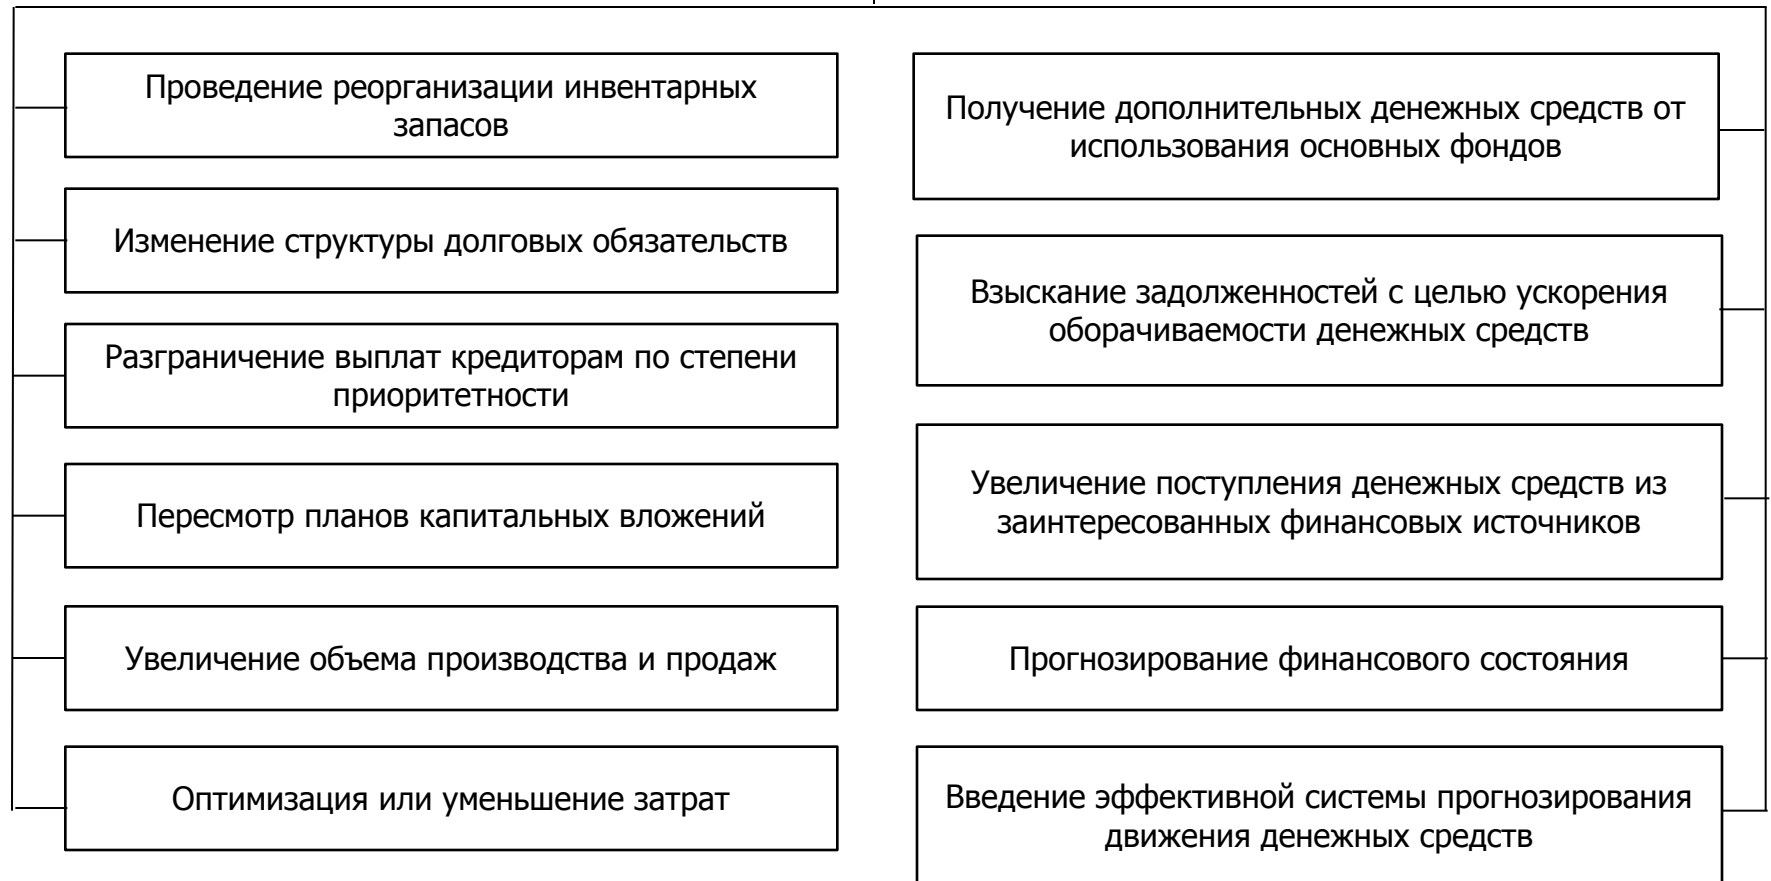 Проведение реорганизации инвентарных
запасов
Изменение структуры долговых обязательств
Разграничение выплат кредиторам по степени
приоритетности
Пересмотр планов капитальных вложений
Увеличение объема производства и продаж
Оптимизация или уменьшение затрат
Получение дополнительных денежных средств от
использования основных фондов
Взыскание задолженностей с целью ускорения
оборачиваемости денежных средств
Увеличение поступления денежных средств из
заинтересованных финансовых источников
Прогнозирование финансового состояния
Введение эффективной системы прогнозирования
движения денежных средств